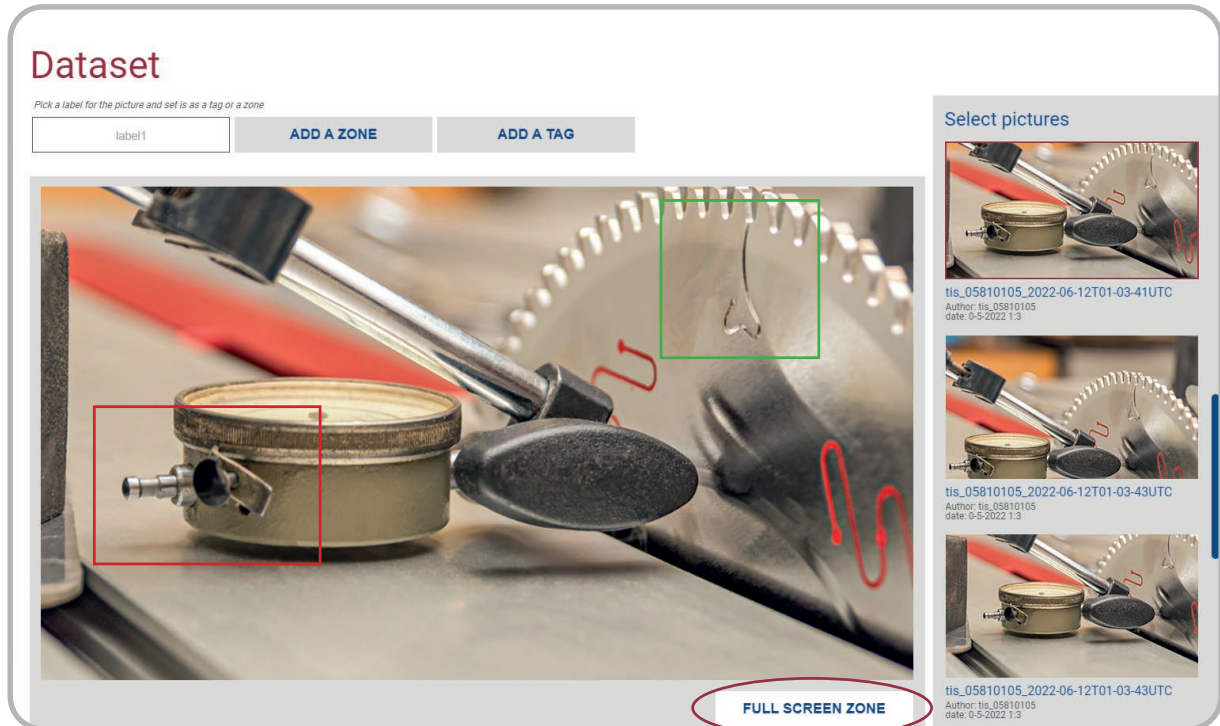 Dataset
Pick a label for the picture and set is as a tag or a zone
label1
ADD A ZONE
ADD A TAG
FULL SCREEN ZONE
Select pictures
tis_05810105_2022-06-12T01-03-41UTC
Author: tis_05810105
date: 0-5-2022 1:3
tis_05810105_2022-06-12T01-03-43UTC
Author: tis_05810105
date: 0-5-2022 1:3
tis_05810105_2022-06-12T01-03-43UTC
Author: tis_05810105
date: 0-5-2022 1:3